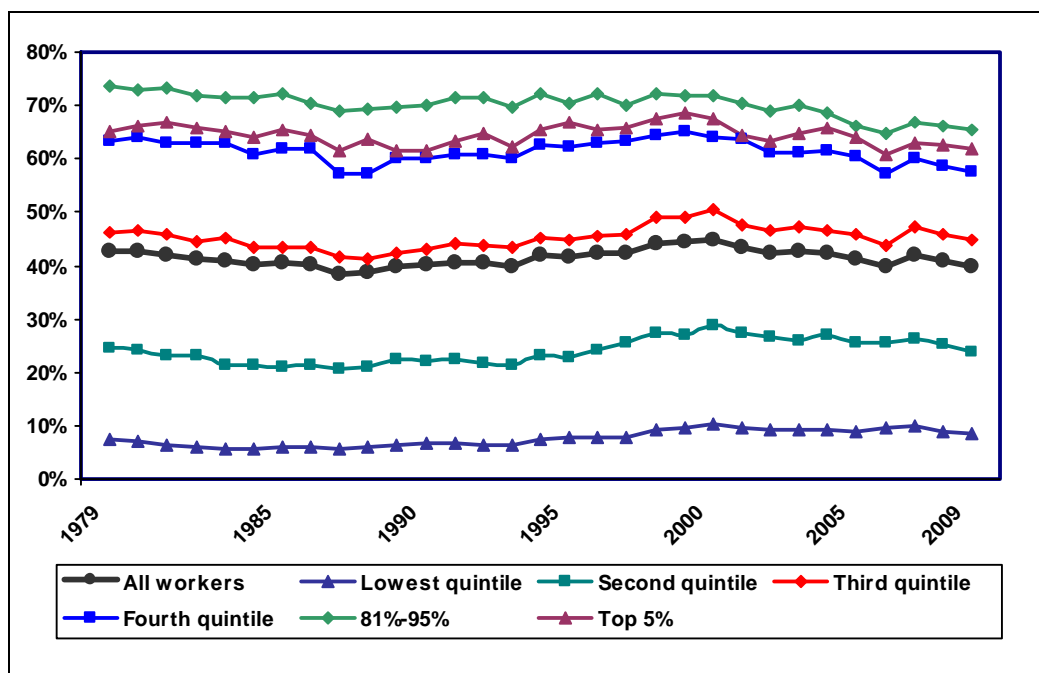 80%
70%
60%
50%
40%
30%
20%
10%
0%
1979
1985
1990
1995
2000
2005
2009
All workers
Lowest quintile
Second quintile
Third quintile
Fourth quintile
81%-95%
Top 5%